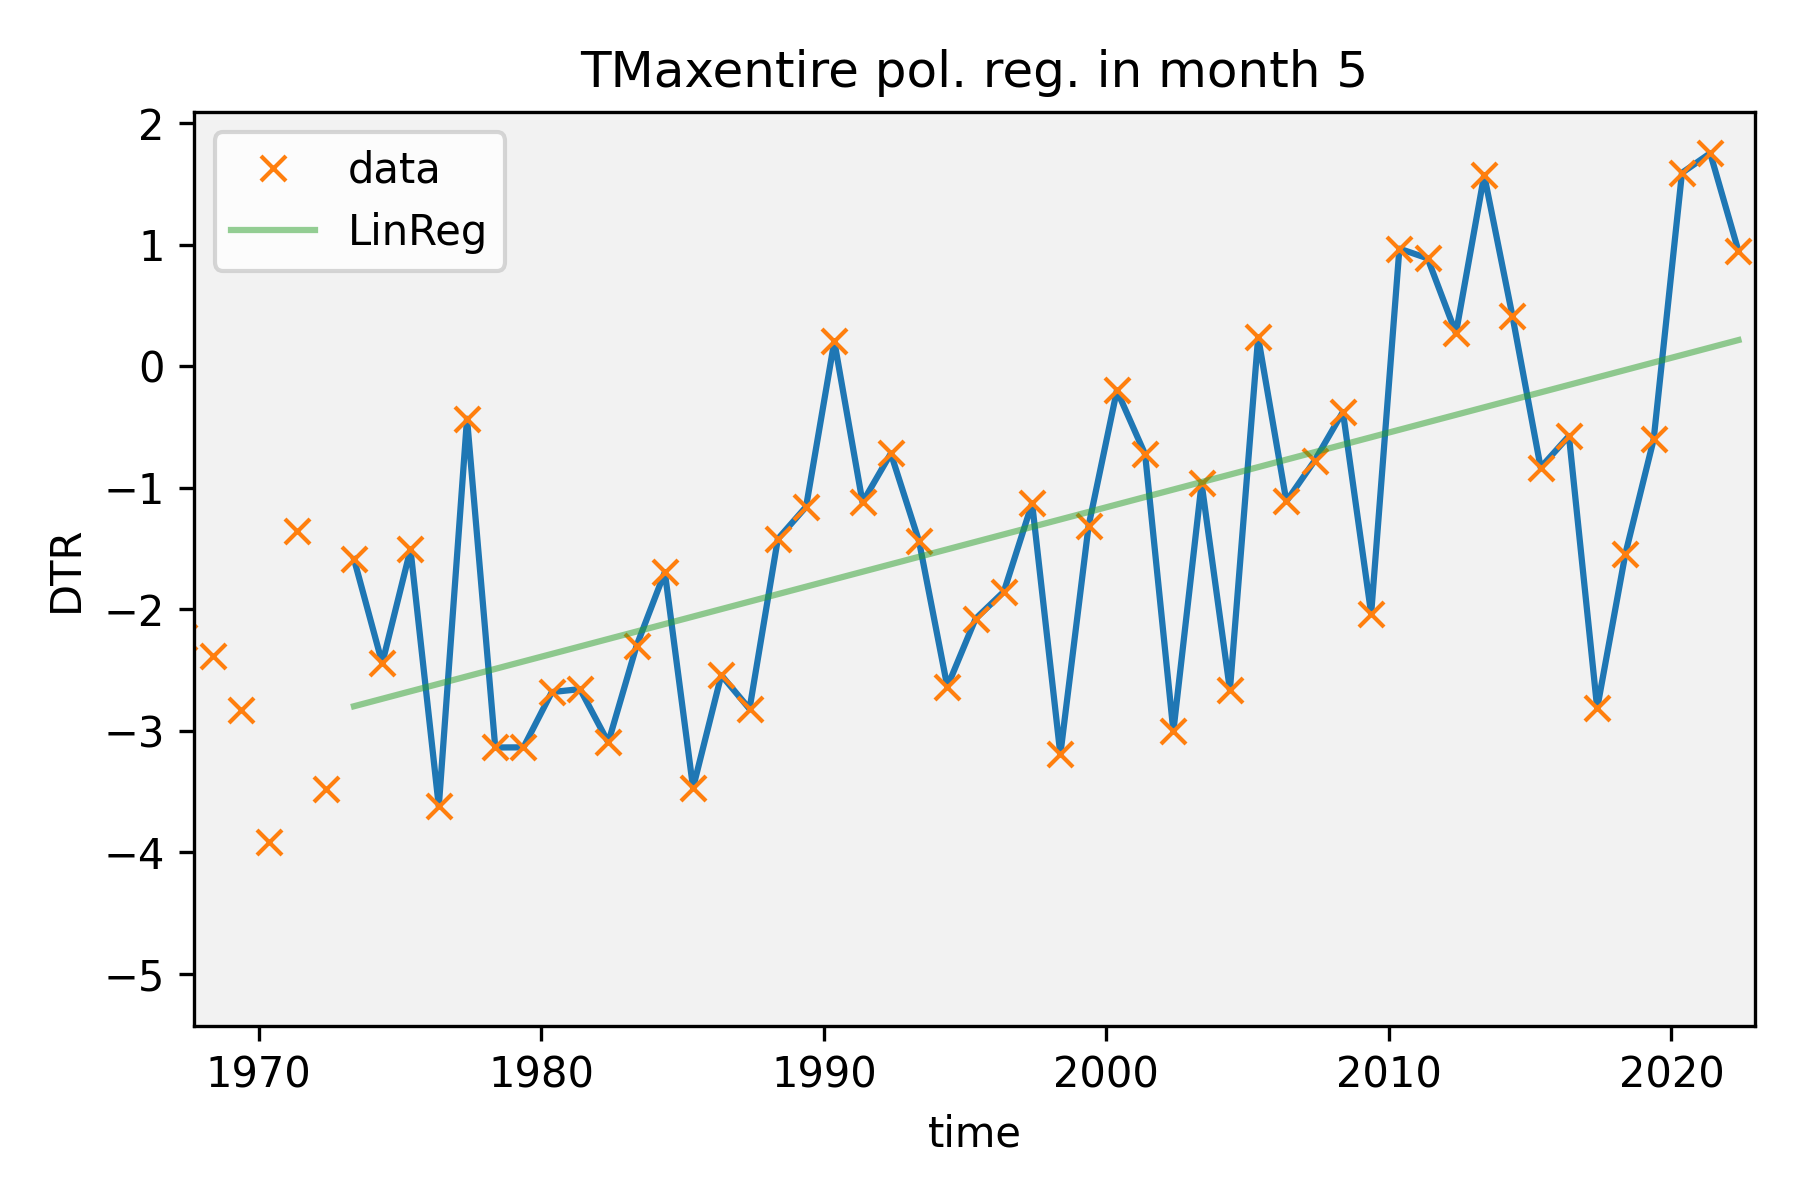 TMaxentire pol. reg. in month 5
2
1
0
−1
−2
−3
−4
−5
DTR
data
LinReg
1970 1980 1990 2000 2010 2020
time